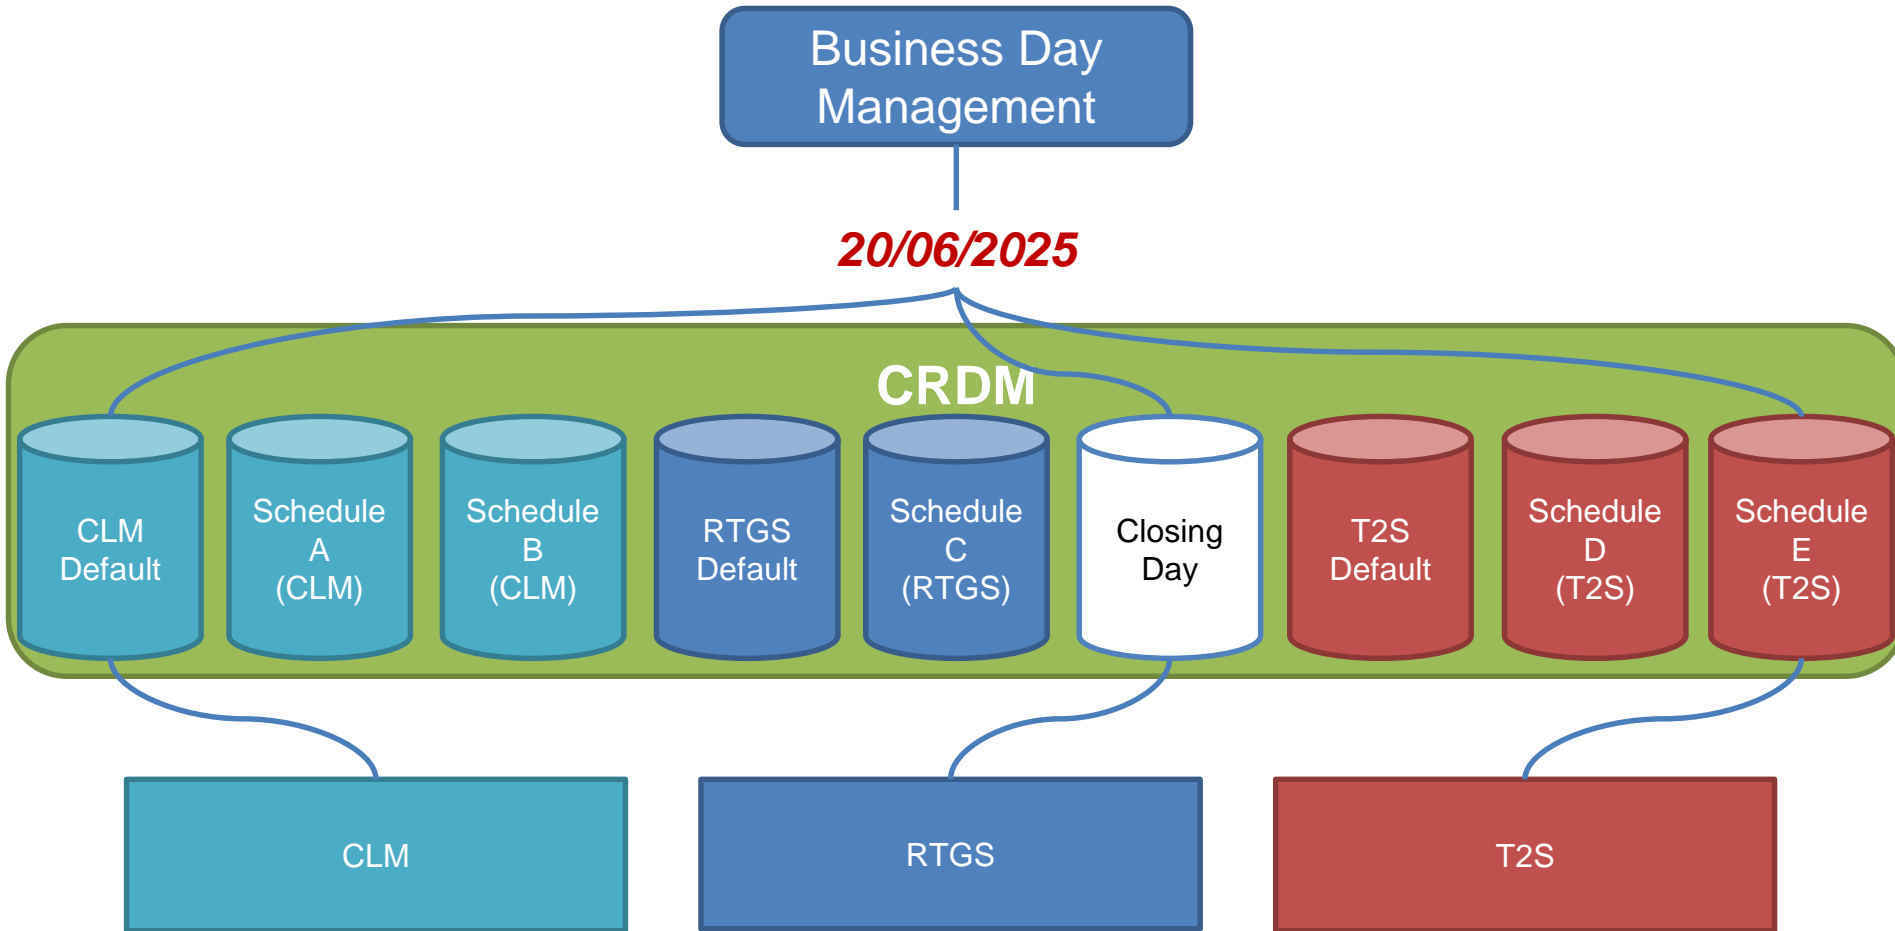 Business Day
Management
20/06/2025
CRDM
CLM
Default
Schedule
A
(CLM)
Schedule
B
(CLM)
RTGS
Default
Schedule
C
(RTGS)
Closing
Day
T2S
Default
Schedule
D
(T2S)
Schedule
E
(T2S)
CLM
RTGS
T2S